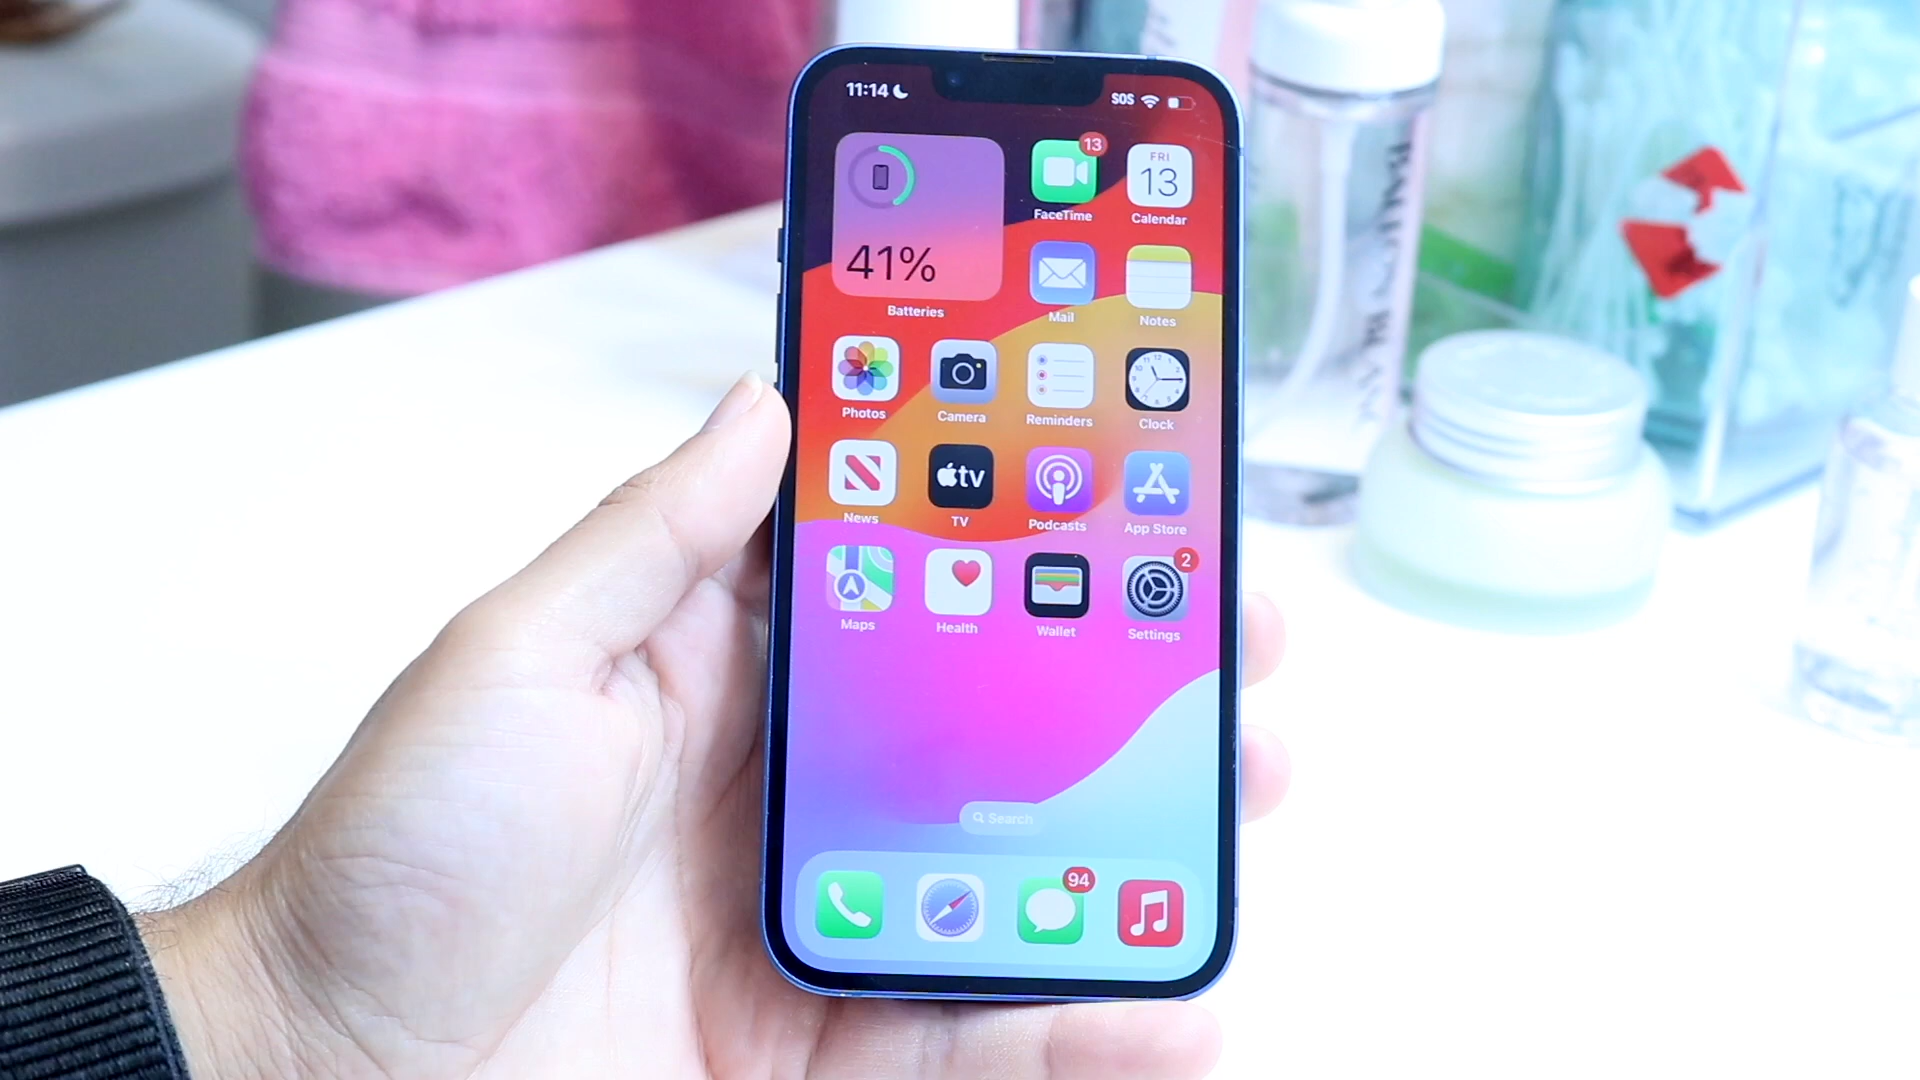 11:14
SOS
41%
Batteries
13
FaceTime
FRI
13
Calendar
Mail
Notes
Photos
Camera
Reminders
Clock
News
tv
TV
Podcasts
App Store
Maps
Health
Wallet
2
Settings
Search
94